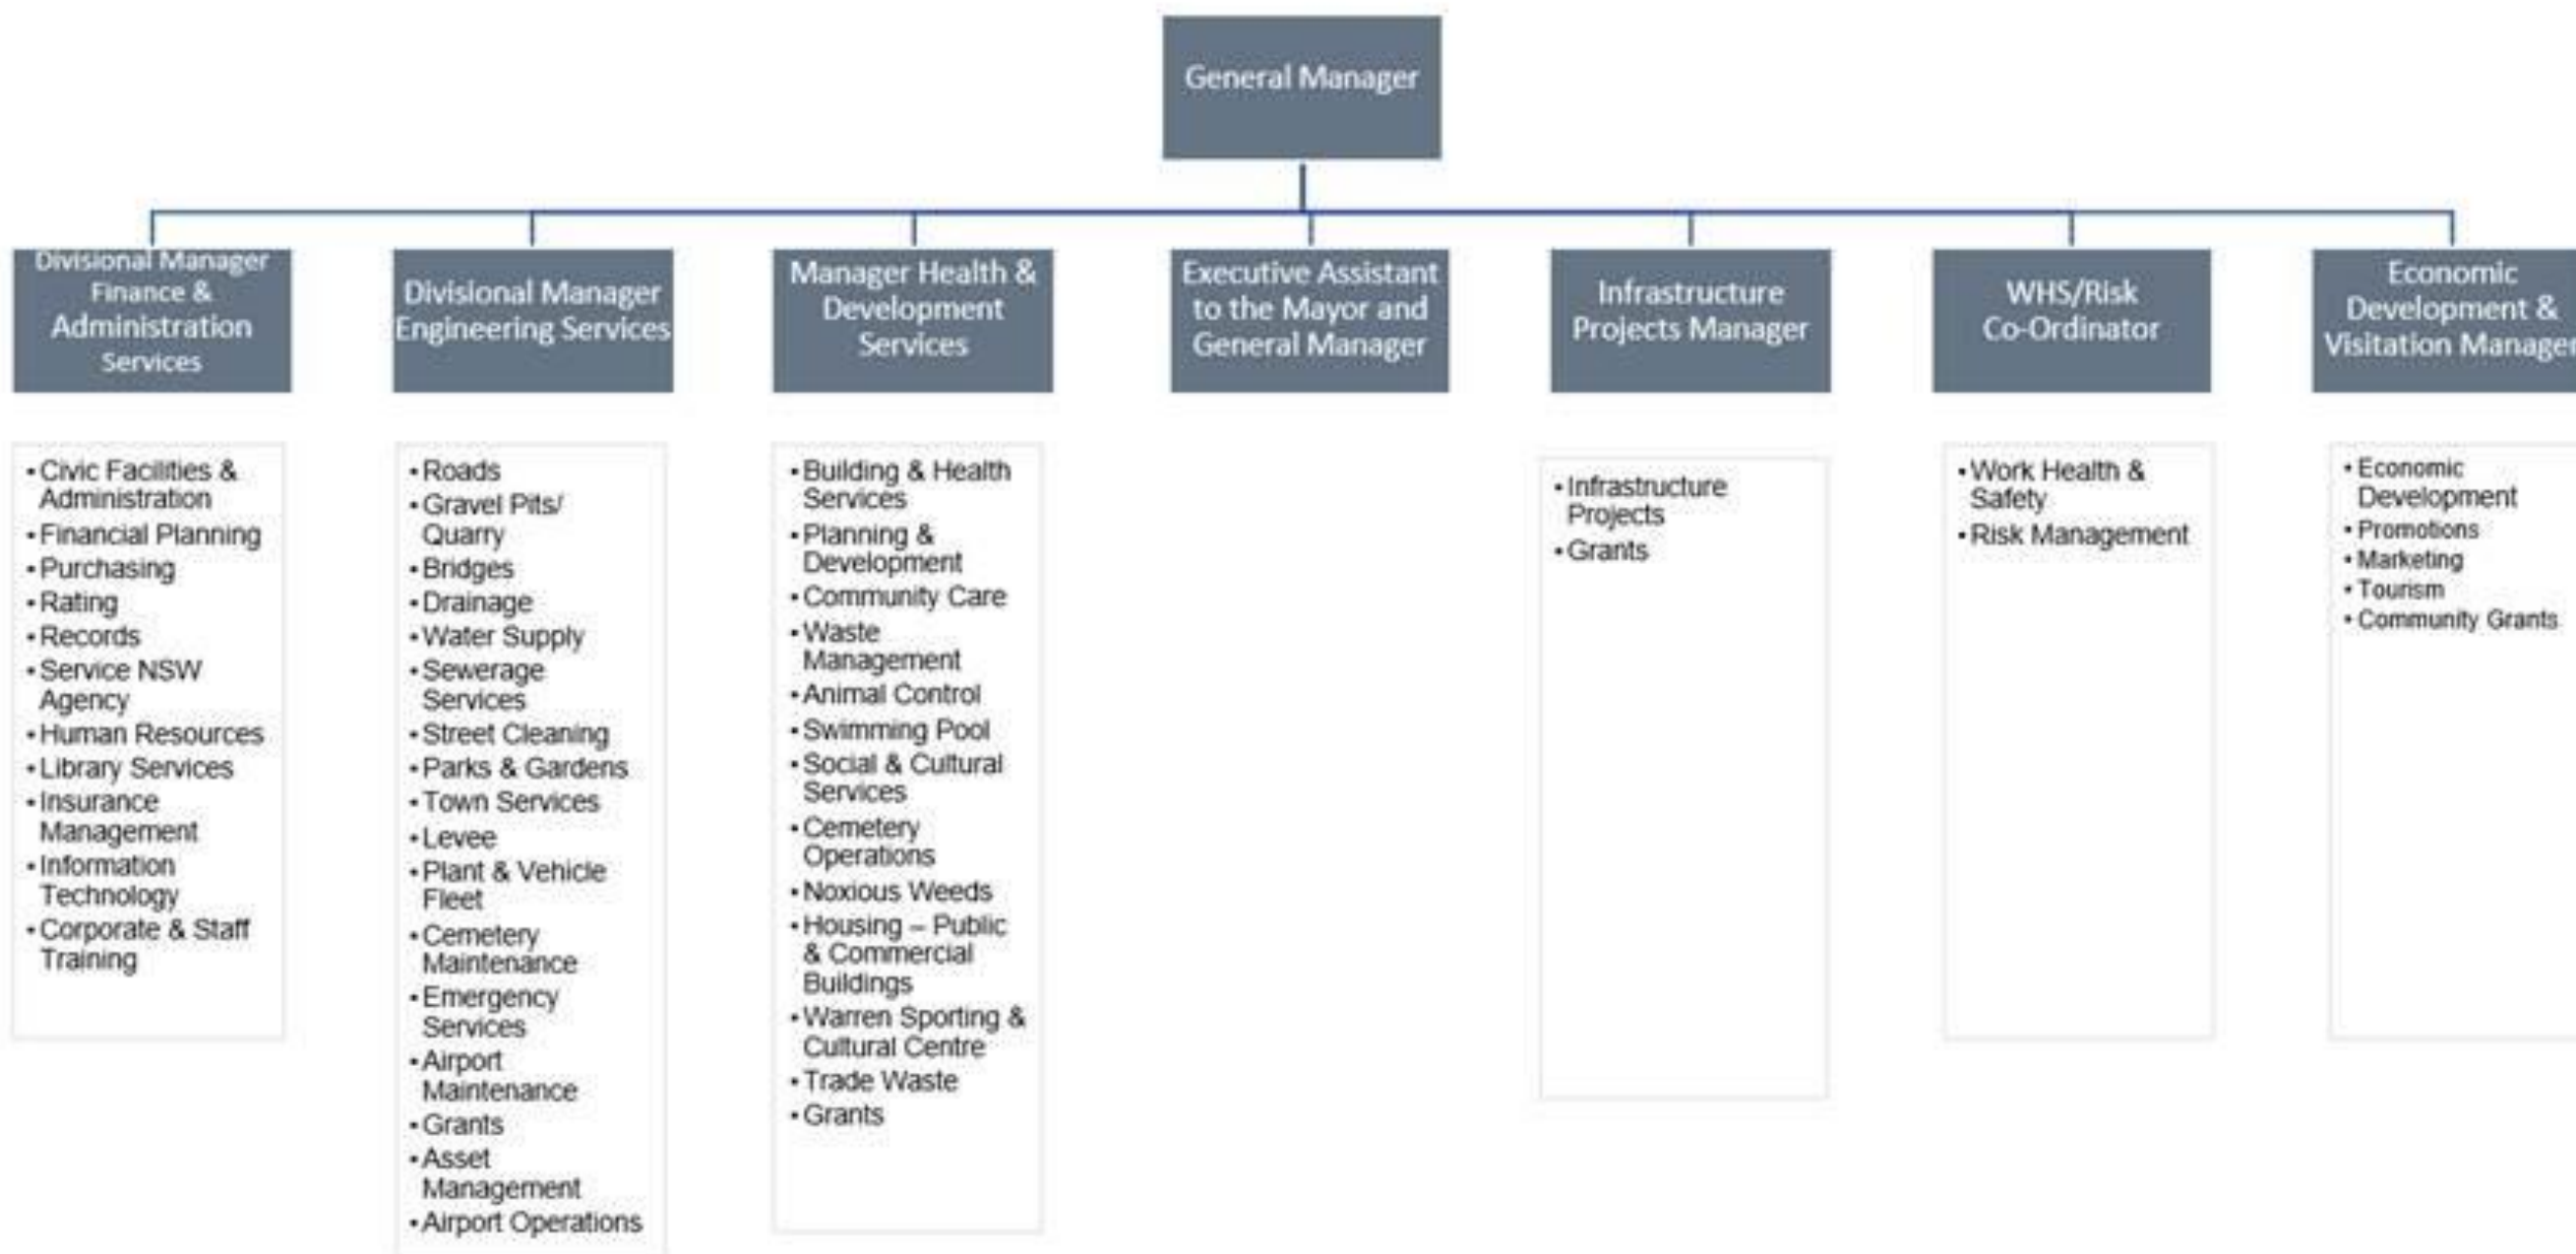 General Manager
Divisional Manager
Finance &
Administration
Services
Divisional Manager
Engineering Services
Manager Health &
Development
Services
Executive Assistant
to the Mayor and
General Manager
Infrastructure
Projects Manager
WHS/Risk
Co-Ordinator
Economic
Development &
Visitation Manager
• Civic Facilities &
Administration
• Financial Planning
• Purchasing
• Rating
• Records
• Service NSW
Agency
• Human Resources
• Library Services
• Insurance
Management
• Information
Technology
• Corporate & Staff
Training
• Roads
• Gravel Pits/
Quarry
• Bridges
• Drainage
• Water Supply
• Sewerage
Services
• Street Cleaning
• Parks & Gardens
• Town Services
• Levee
• Plant & Vehicle
Fleet
• Cemetery
Maintenance
• Emergency
Services
• Airport
Maintenance
• Grants
• Asset
Management
• Airport Operations
• Building & Health
Services
• Planning &
Development
• Community Care
• Waste
Management
• Animal Control
• Swimming Pool
• Social & Cultural
Services
• Cemetery
Operations
• Noxious Weeds
• Housing – Public
& Commercial
Buildings
• Warren Sporting &
Cultural Centre
• Trade Waste
• Grants
• Infrastructure
Projects
• Grants
• Work Health &
Safety
• Risk Management
• Economic
Development
• Promotions
• Marketing
• Tourism
• Community Grants